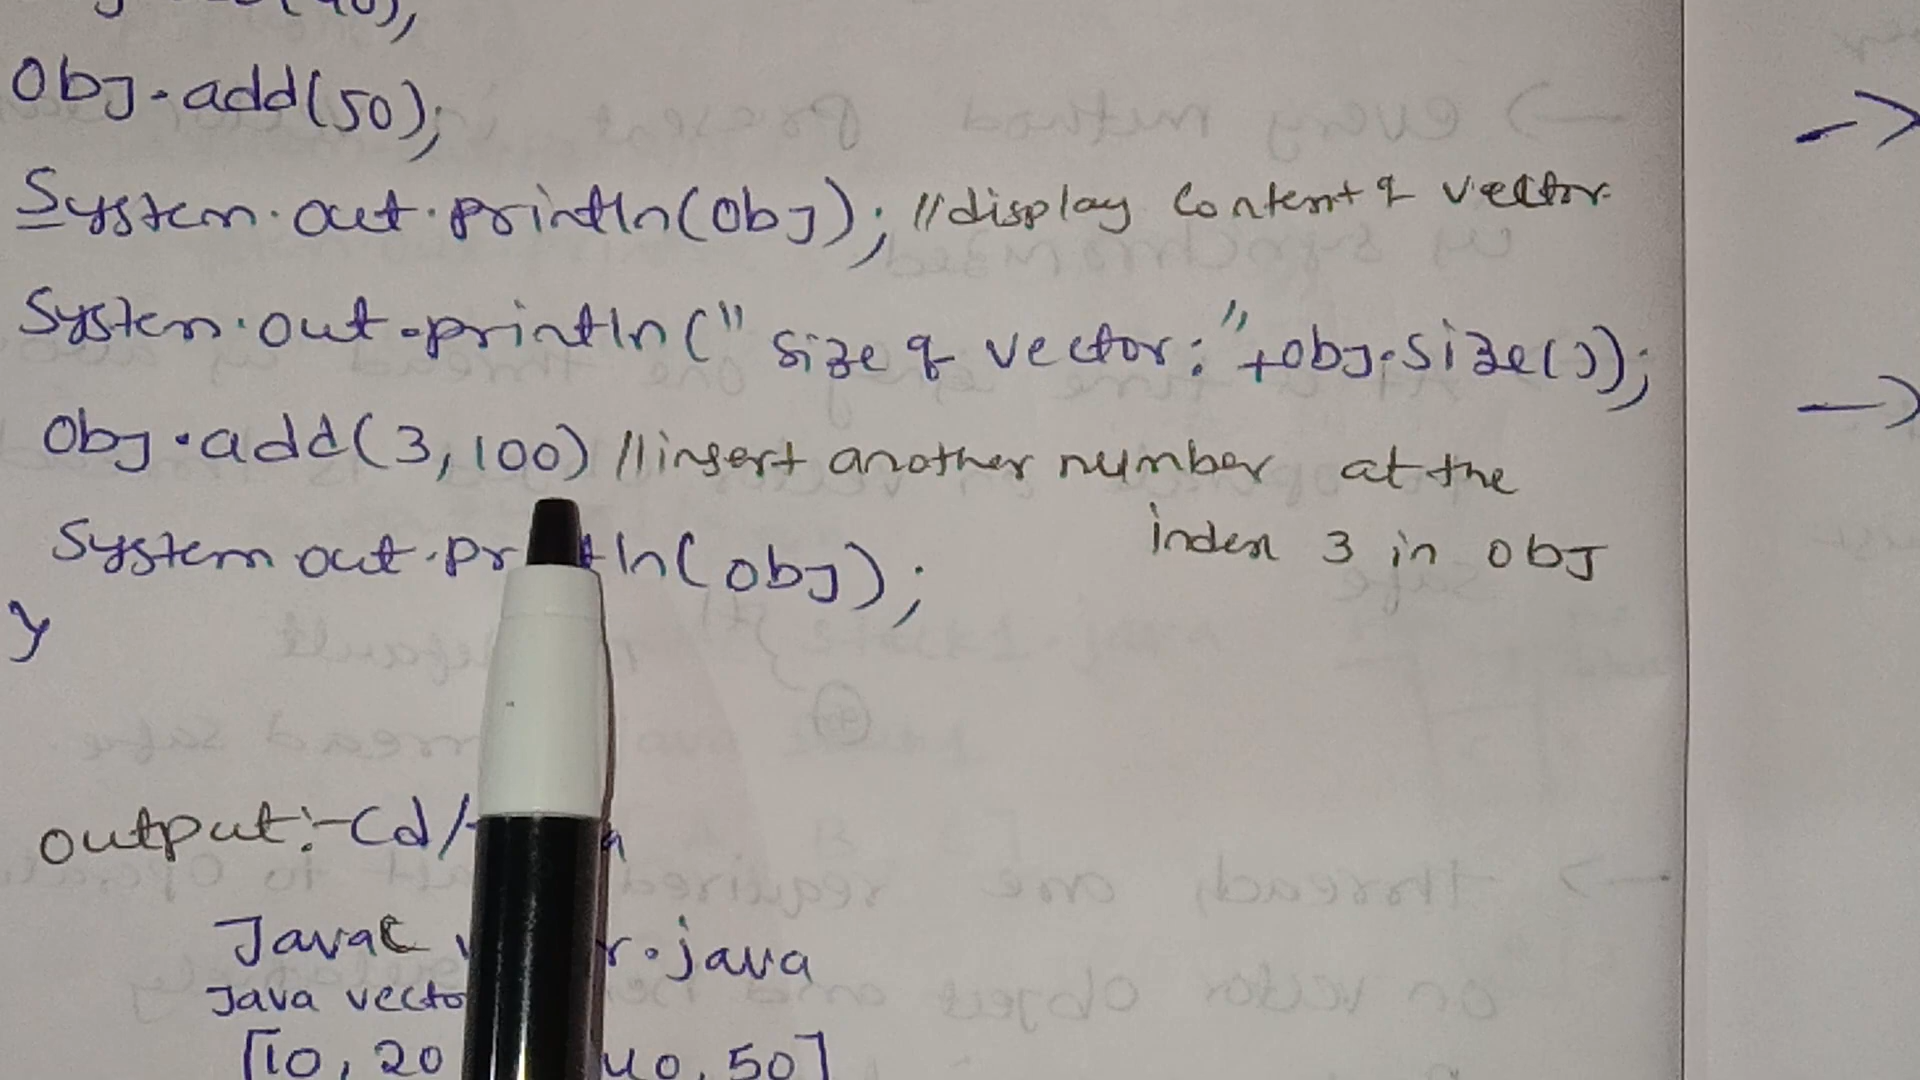 Obj.add(50);
System.out.println(Obj); //display Content of vector.
System.out.println("size of vector:"+obj.size());
Obj.add(3,100) //insert another number at the
index 3 in obj
System out.println(obj);
}
output:- cd/
Javac r.java
Java vecto
[10, 20 40, 50]